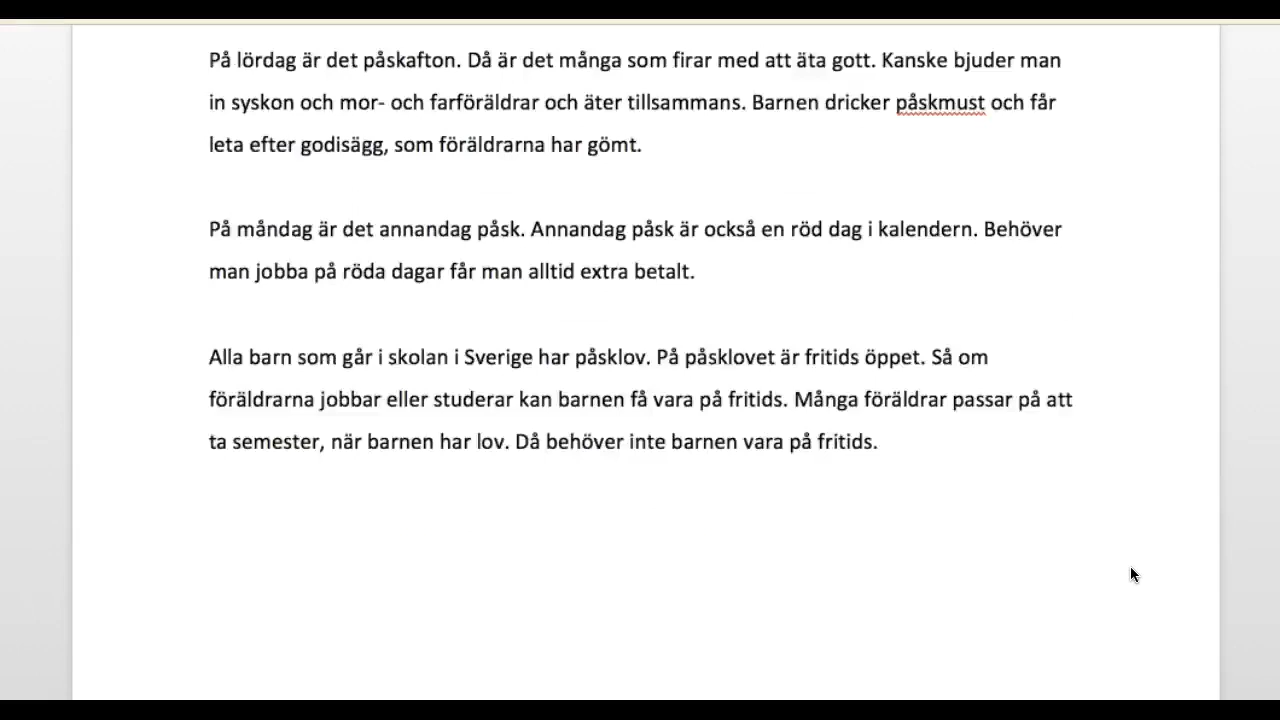 På lördag är det påskafton. Då är det många som firar med att äta gott. Kanske bjuder man
in syskon och mor- och farföräldrar och äter tillsammans. Barnen dricker påskmust och får
leta efter godisägg, som föräldrarna har gömt.
På måndag är det annandag påsk. Annandag påsk är också en röd dag i kalendern. Behöver
man jobba på röda dagar får man alltid extra betalt.
Alla barn som går i skolan i Sverige har påsklov. På påsklovet är fritids öppet. Så om
föräldrarna jobbar eller studerar kan barnen få vara på fritids. Många föräldrar passar på att
ta semester, när barnen har lov. Då behöver inte barnen vara på fritids.